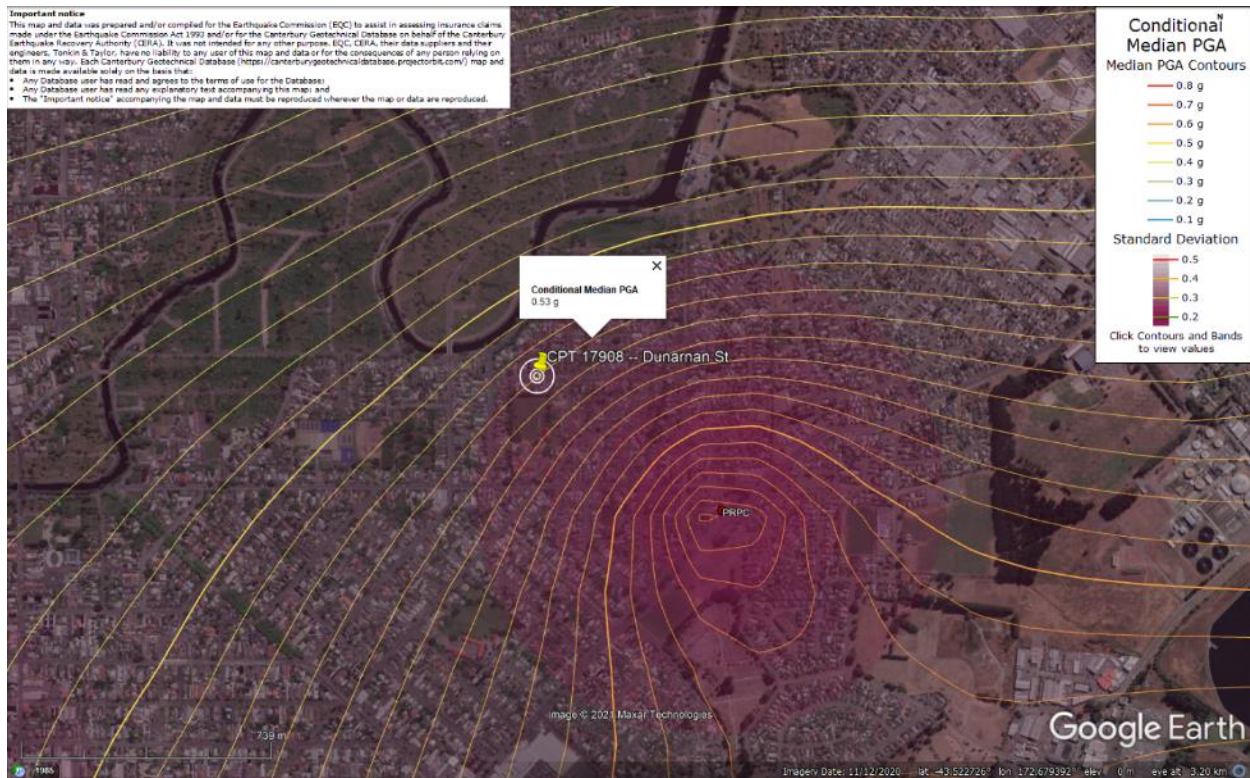 Important notice
This map and data was prepared and/or compiled for the Earthquake Commission (EQC) to assist in assessing insurance claims
made under the Earthquake Commission Act 1993 and/or for the Canterbury Geotechnical Database on behalf of the Canterbury
Earthquake Recovery Authority (CERA). It was not intended for any other purpose. EQC, CERA, their data suppliers and their
engineers, Tonkin & Taylor, have no liability to any user of this map and data or for the consequences of any person relying on
them in any way. Each Canterbury Geotechnical Database (https://canterburygeotechnicaldatabase.projectorbit.com/) map and
data is made available solely on the basis that:
• Any Database user has read and agrees to the terms of use for the Database;
• Any Database user has read any explanatory text accompanying this map; and
• The "Important notice" accompanying the map and data must be reproduced wherever the map or data are reproduced.
N
Conditional
Median PGA
Median PGA Contours
0.8 g
0.7 g
0.6 g
0.5 g
0.4 g
0.3 g
0.2 g
0.1 g
Standard Deviation
0.5
0.4
0.3
0.2
Click Contours and Bands
to view values
Conditional Median PGA
0.53 g
CPT 17908 -- Dunarnan St
PRPC
Image © 2021 Maxar Technologies
739 m
Google Earth
1985
Imagery Date: 11/12/2020 lat -43.522726° lon 172.679392° elev 0 m eye alt 3.20 km